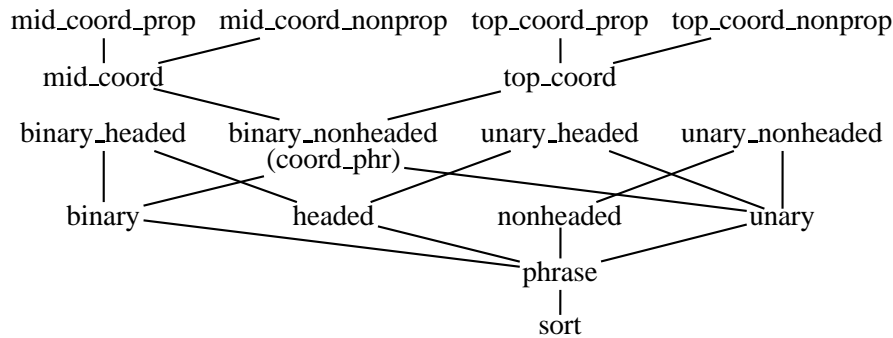 mid_coord_prop mid_coord_nonprop top_coord_prop top_coord_nonprop
mid_coord top_coord
binary_headed binary_nonheaded unary_headed unary_nonheaded
(coord_phr)
binary headed nonheaded unary
phrase
sort